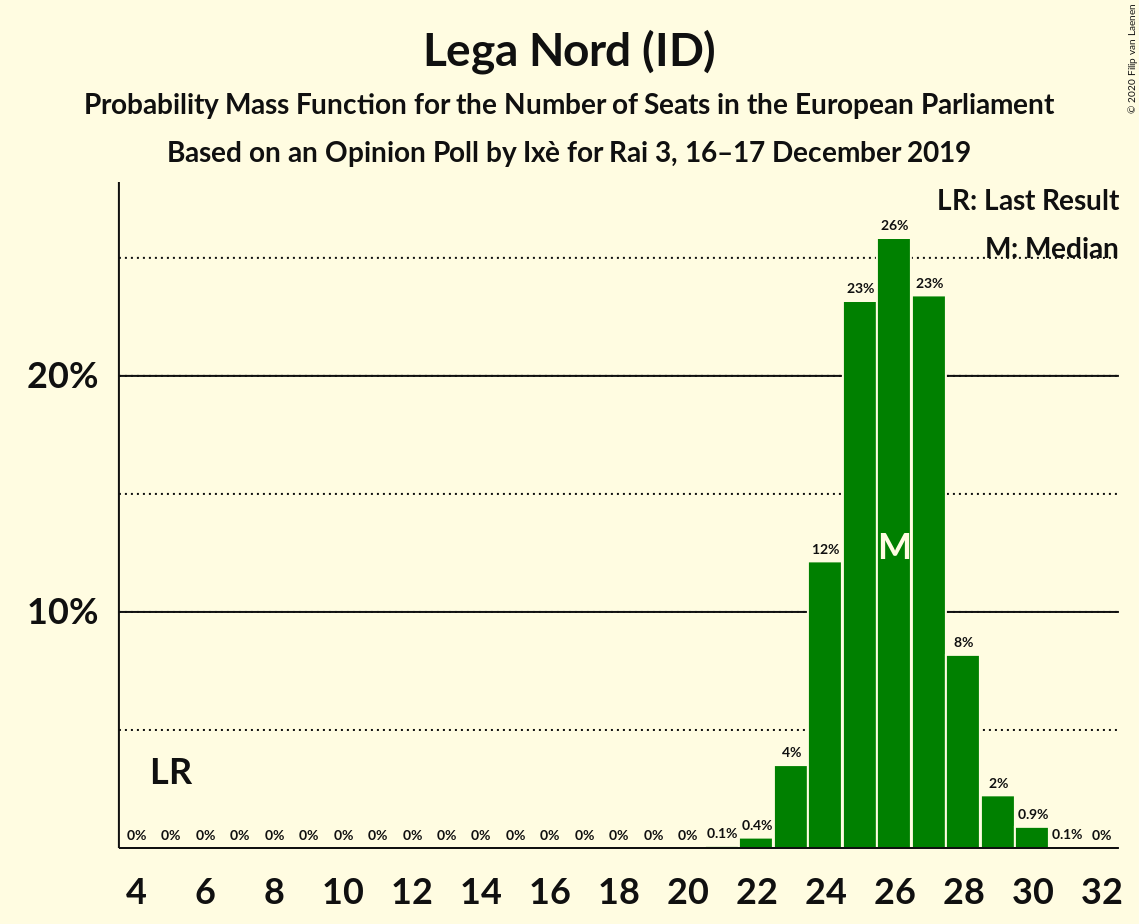 Lega Nord (ID)
Probability Mass Function for the Number of Seats in the European Parliament
Based on an Opinion Poll by Ixè for Rai 3, 16–17 December 2019
© 2020 Filip van Laenen
LR: Last Result
M: Median
26%
23%
23%
20%
12%
M
10%
8%
4%
LR
2%
0% 0% 0% 0% 0% 0% 0% 0% 0% 0% 0% 0% 0% 0% 0% 0% 0% 0.1% 0.4% 0.9% 0.1% 0%
4 6 8 10 12 14 16 18 20 22 24 26 28 30 32